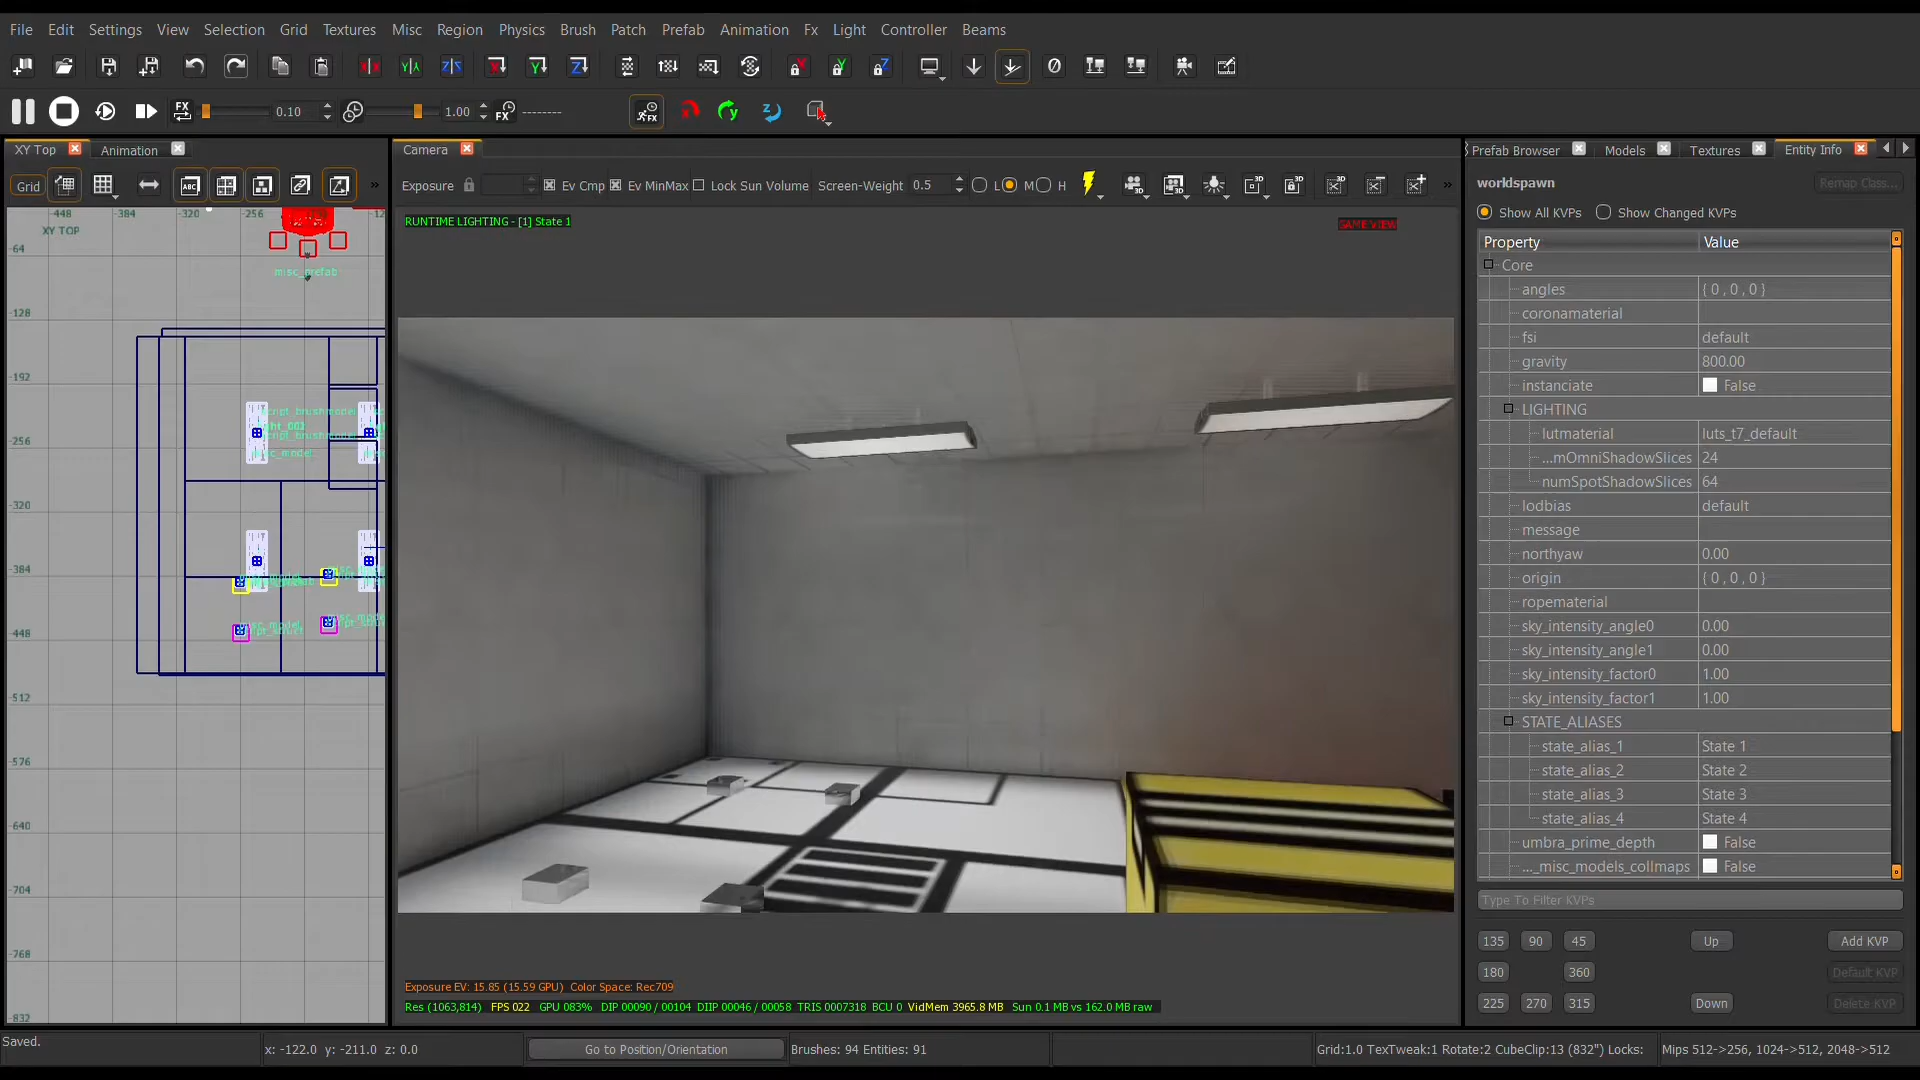 File Edit Settings View Selection Grid Textures Misc Region Physics Brush Patch Prefab Animation Fx Light Controller Beams
FX 0.10 1.00 FX --------
XY Top Animation
Camera
Prefab Browser Models Textures Entity Info
Grid
Exposure Ev Cmp Ev MinMax Lock Sun Volume Screen-Weight 0.5 L M H
worldspawn Remap Class...
Show All KVPs Show Changed KVPs
RUNTIME LIGHTING - [1] State 1
GAME VIEW
-448 -384 -320 -256
XY TOP
-64
misc_prefab
-128
-192
-256
-320
-384
-448
-512
-576
-640
-704
-768
-832
Property Value
Core
angles { 0 , 0 , 0 }
coronamaterial
fsi default
gravity 800.00
instanciate False
LIGHTING
lutmaterial luts_t7_default
...mOmniShadowSlices 24
numSpotShadowSlices 64
lodbias default
message
northyaw 0.00
origin { 0 , 0 , 0 }
ropematerial
sky_intensity_angle0 0.00
sky_intensity_angle1 0.00
sky_intensity_factor0 1.00
sky_intensity_factor1 1.00
STATE_ALIASES
state_alias_1 State 1
state_alias_2 State 2
state_alias_3 State 3
state_alias_4 State 4
umbra_prime_depth False
..._misc_models_collmaps False
Type To Filter KVPs
135 90 45 Up Add KVP
180 360 Default KVP
225 270 315 Down Delete KVP
Exposure EV: 15.85 (15.59 GPU) Color Space: Rec709
Res (1063,814) FPS 022 GPU 083% DIP 00090 / 00104 DIIP 00046 / 00058 TRIS 0007318 BCU 0 VidMem 3965.8 MB Sun 0.1 MB vs 162.0 MB raw
Saved.
x: -122.0 y: -211.0 z: 0.0
Go to Position/Orientation
Brushes: 94 Entities: 91
Grid:1.0 TexTweak:1 Rotate:2 CubeClip:13 (832") Locks:
Mips 512->256, 1024->512, 2048->512